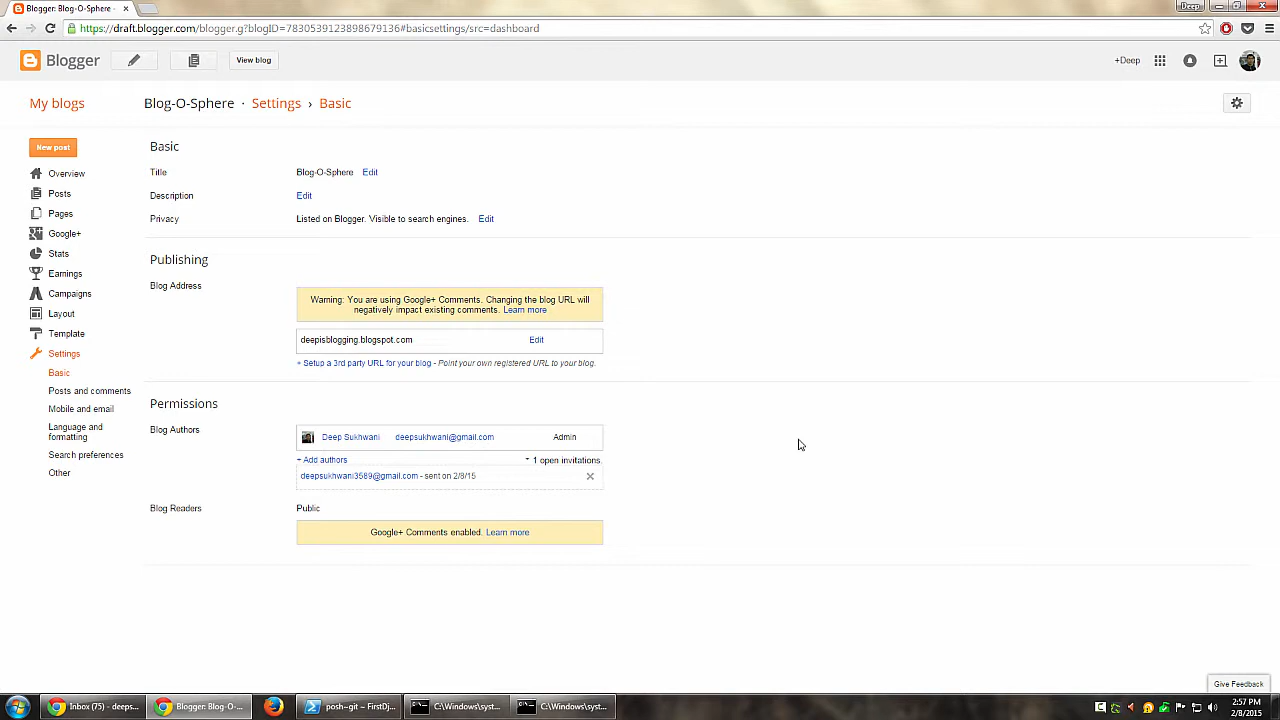 Blogger: Blog-O-Sphere -
Deep
https://draft.blogger.com/blogger.g?blogID=7830539123898679136#basicsettings/src=dashboard
Blogger
View blog
+Deep
My blogs
Blog-O-Sphere · Settings › Basic
New post
Overview
Posts
Pages
Google+
Stats
Earnings
Campaigns
Layout
Template
Settings
Basic
Posts and comments
Mobile and email
Language and
formatting
Search preferences
Other
Basic
Title Blog-O-Sphere Edit
Description Edit
Privacy Listed on Blogger. Visible to search engines. Edit
Publishing
Blog Address
Warning: You are using Google+ Comments. Changing the blog URL will
negatively impact existing comments. Learn more
deepisblogging.blogspot.com Edit
+ Setup a 3rd party URL for your blog - Point your own registered URL to your blog.
Permissions
Blog Authors
Deep Sukhwani deepsukhwani@gmail.com Admin
+ Add authors 1 open invitations.
deepsukhwani3589@gmail.com - sent on 2/8/15
Blog Readers Public
Google+ Comments enabled. Learn more
Give Feedback
Inbox (75) - deeps...
Blogger: Blog-O-...
posh~git ~ FirstDj...
C:\Windows\syst...
C:\Windows\syst...
2:57 PM
2/8/2015